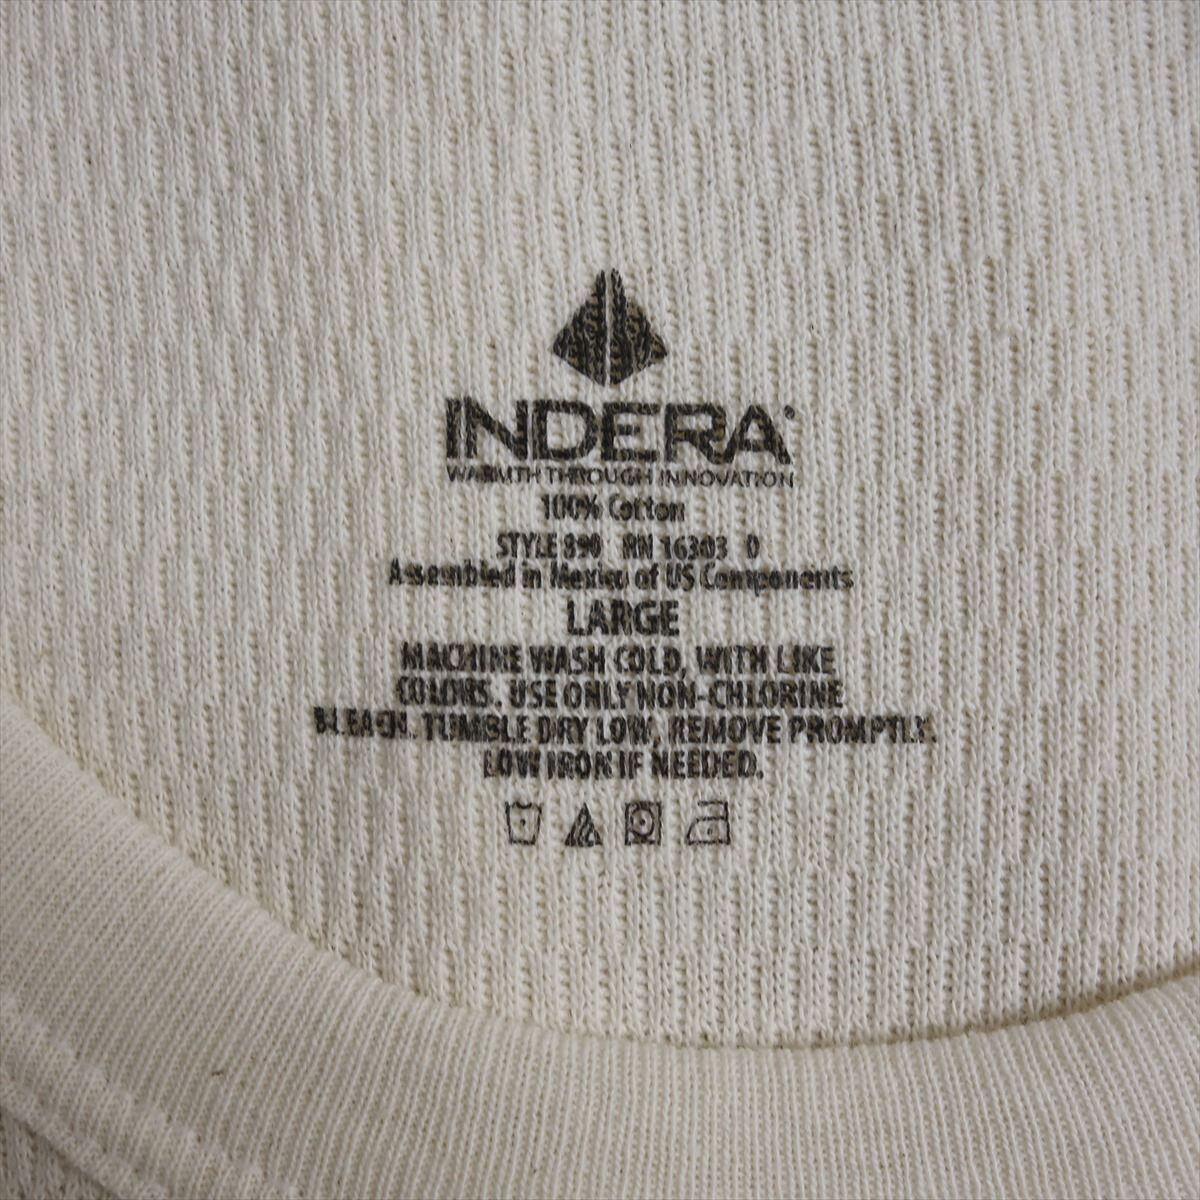 INDERA
WARMTH THROUGH INNOVATION
100% Cotton
STYLE 890 RN 16303 D
Assembled in Mexico of US Components
LARGE
MACHINE WASH COLD, WITH LIKE
COLORS. USE ONLY NON-CHLORINE
BLEACH. TUMBLE DRY LOW, REMOVE PROMPTLY.
LOW IRON IF NEEDED.